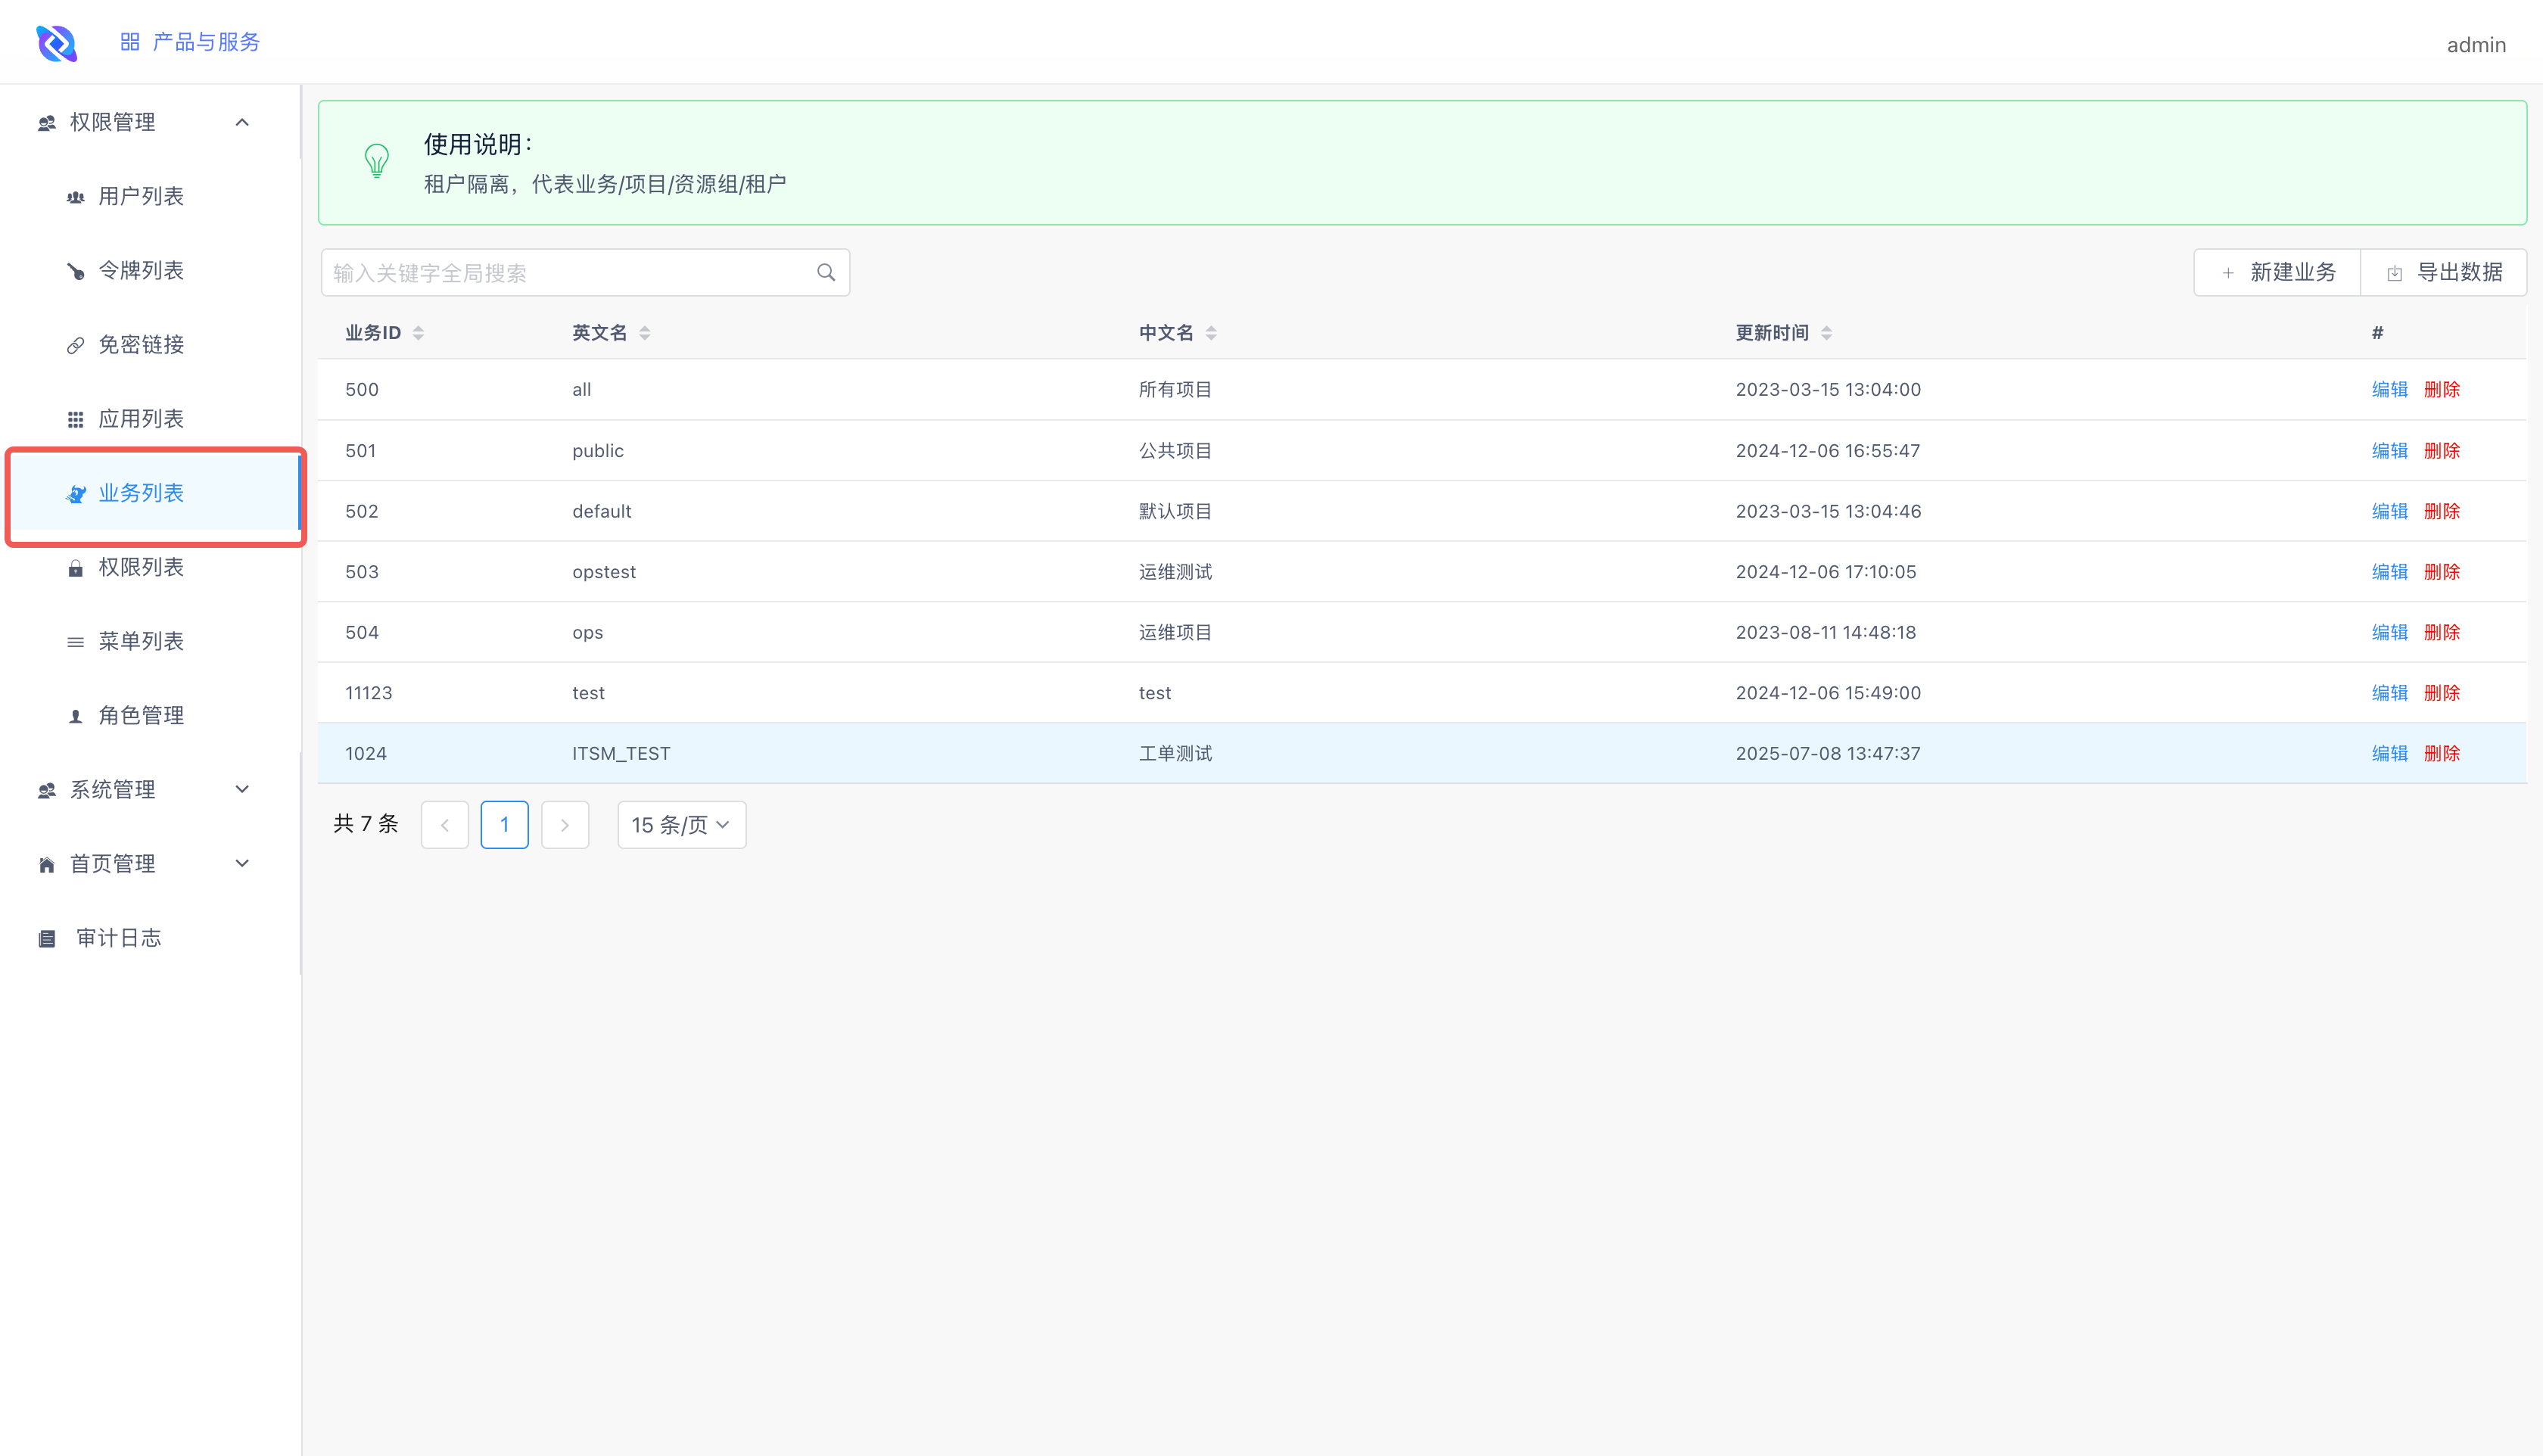 产品与服务
admin
权限管理
用户列表
令牌列表
免密链接
应用列表
业务列表
权限列表
菜单列表
角色管理
系统管理
首页管理
审计日志
使用说明：
租户隔离，代表业务/项目/资源组/租户
输入关键字全局搜索
新建业务 导出数据
业务ID 英文名 中文名 更新时间 #
500 all 所有项目 2023-03-15 13:04:00 编辑 删除
501 public 公共项目 2024-12-06 16:55:47 编辑 删除
502 default 默认项目 2023-03-15 13:04:46 编辑 删除
503 opstest 运维测试 2024-12-06 17:10:05 编辑 删除
504 ops 运维项目 2023-08-11 14:48:18 编辑 删除
11123 test test 2024-12-06 15:49:00 编辑 删除
1024 ITSM_TEST 工单测试 2025-07-08 13:47:37 编辑 删除
共 7 条 1 15 条/页